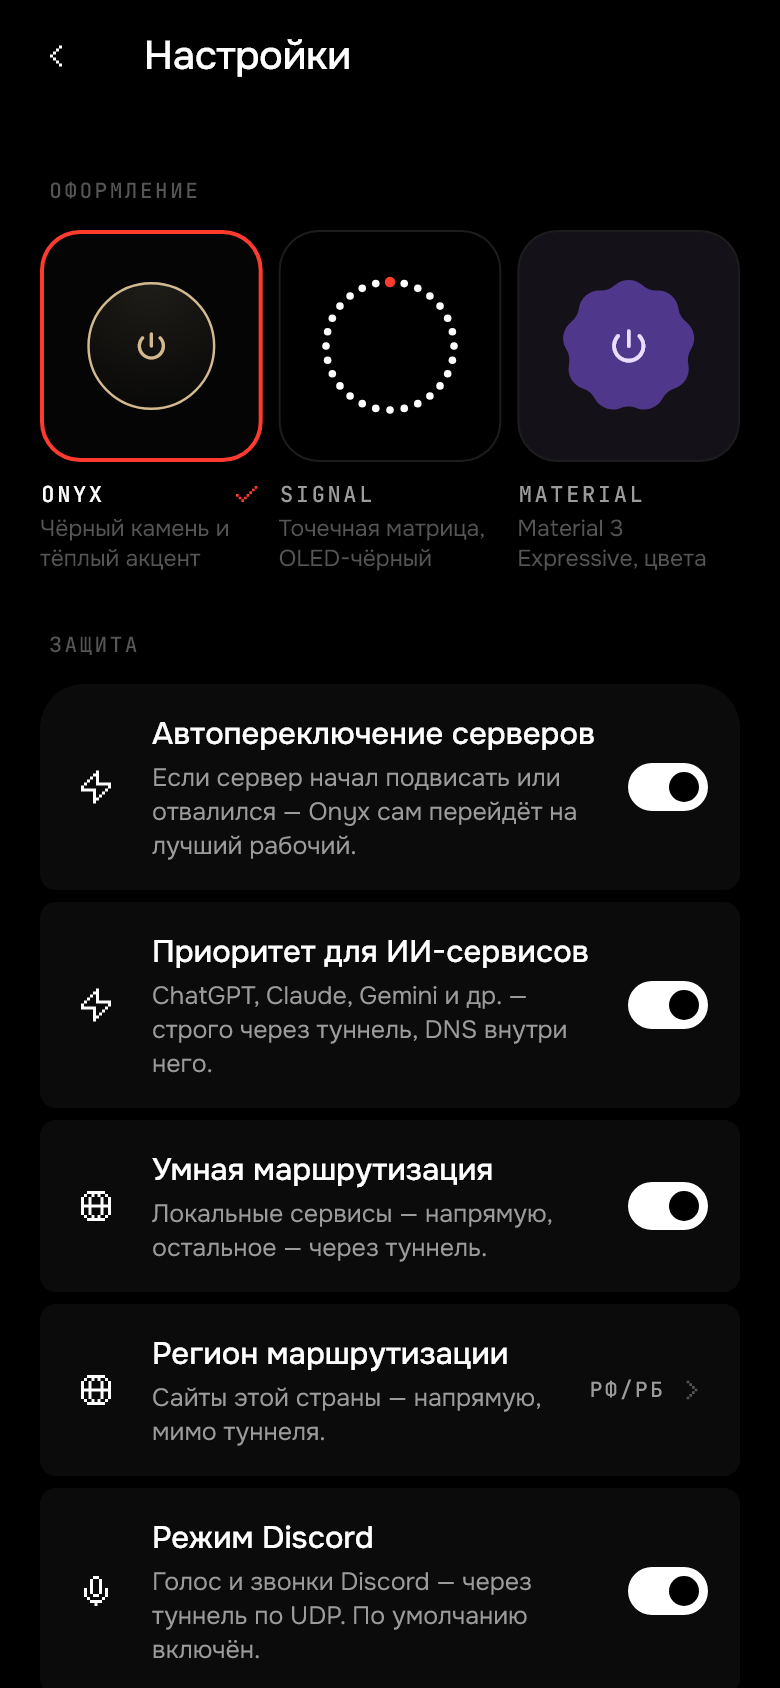 Настройки
ОФОРМЛЕНИЕ
ONYX
Чёрный камень и
тёплый акцент
SIGNAL
Точечная матрица,
OLED-чёрный
MATERIAL
Material 3
Expressive, цвета
ЗАЩИТА
Автопереключение серверов
Если сервер начал подвисать или
отвалился — Onyx сам перейдёт на
лучший рабочий.
Приоритет для ИИ-сервисов
ChatGPT, Claude, Gemini и др. —
строго через туннель, DNS внутри
него.
Умная маршрутизация
Локальные сервисы — напрямую,
остальное — через туннель.
Регион маршрутизации
Сайты этой страны — напрямую,
мимо туннеля.
РФ/РБ
Режим Discord
Голос и звонки Discord — через
туннель по UDP. По умолчанию
включён.